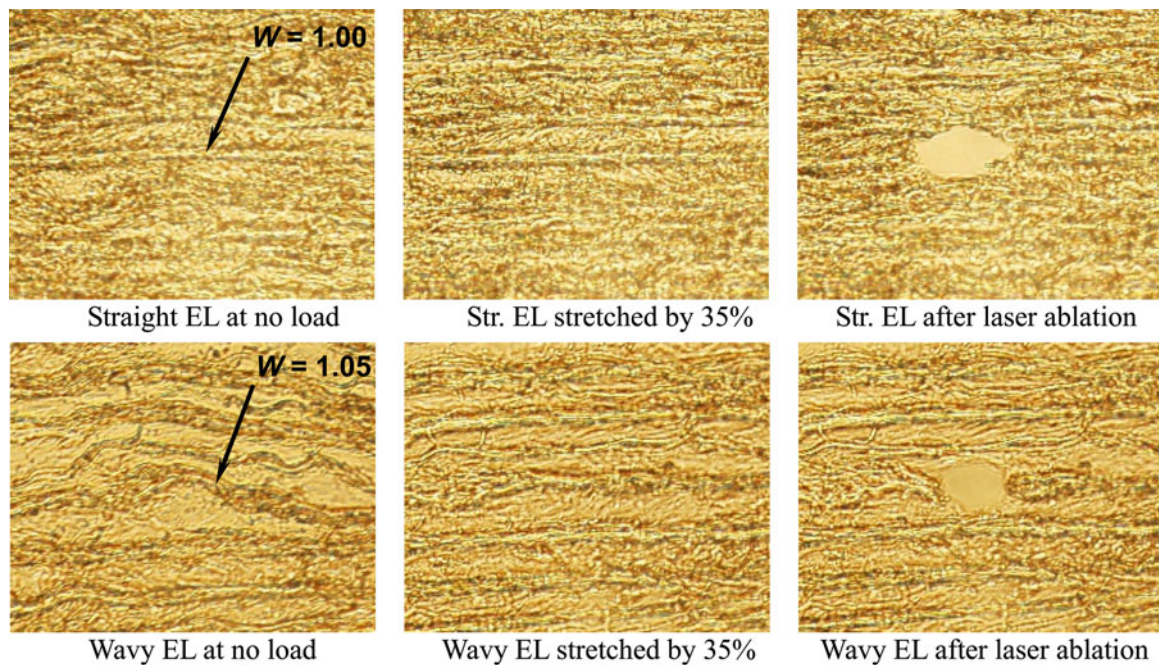 W = 1.00
Straight EL at no load
Str. EL stretched by 35%
Str. EL after laser ablation
W = 1.05
Wavy EL at no load
Wavy EL stretched by 35%
Wavy EL after laser ablation